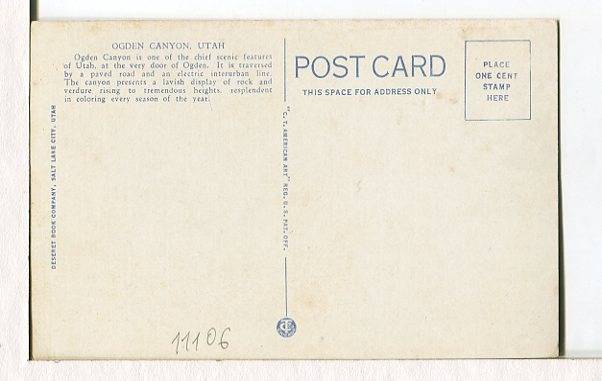 OGDEN CANYON, UTAH
Ogden Canyon is one of the chief scenic features
of Utah, at the very door of Ogden. It is traversed
by a paved road and an electric interurban line.
The canyon presents a lavish display of rock and
verdure rising to tremendous heights, resplendent
in coloring every season of the year.
DESERET BOOK COMPANY, SALT LAKE CITY, UTAH
"C. T. AMERICAN ART" REG. U. S. PAT. OFF.
POST CARD
THIS SPACE FOR ADDRESS ONLY
PLACE
ONE CENT
STAMP
HERE
11106